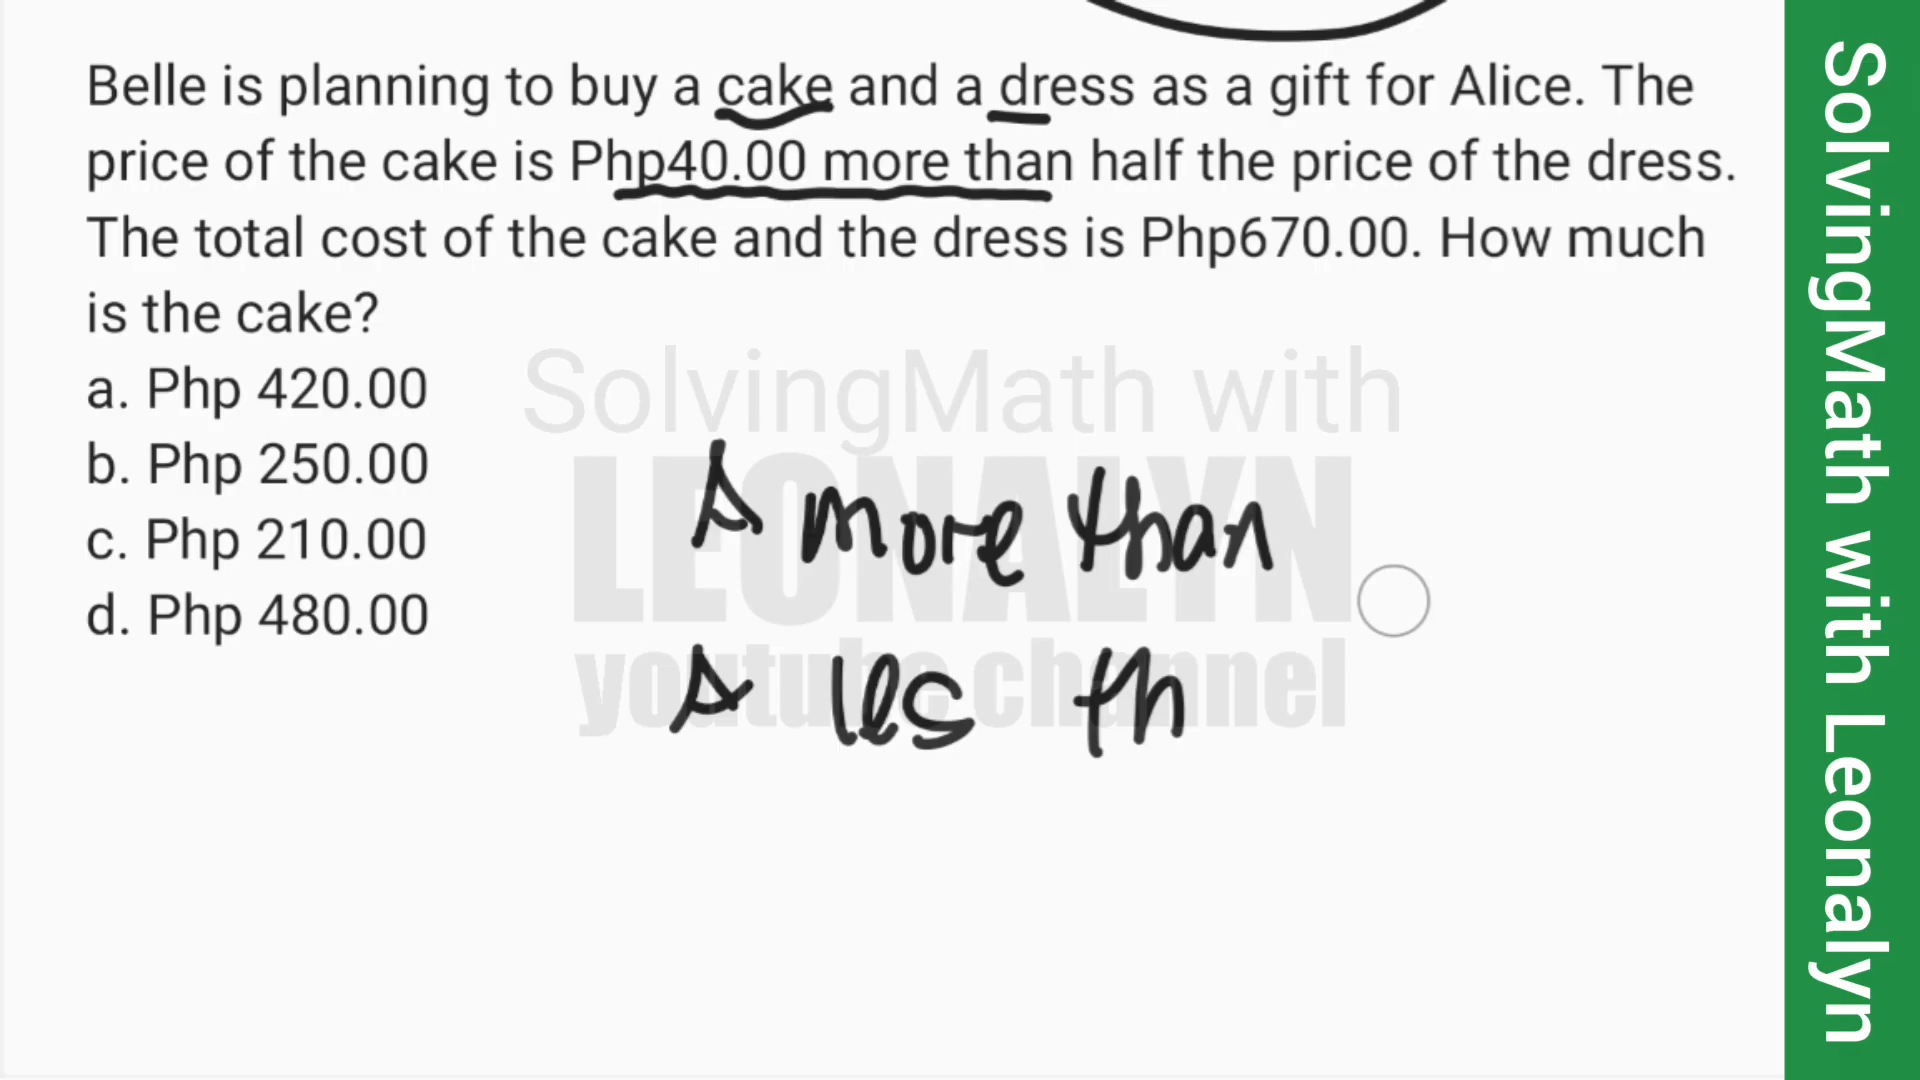 Belle is planning to buy a cake and a dress as a gift for Alice. The
price of the cake is Php40.00 more than half the price of the dress.
The total cost of the cake and the dress is Php670.00. How much
is the cake?
a. Php 420.00
b. Php 250.00
c. Php 210.00
d. Php 480.00
SolvingMath with
LEONALYN
youtube channel
more than
les th
SolvingMath with Leonalyn